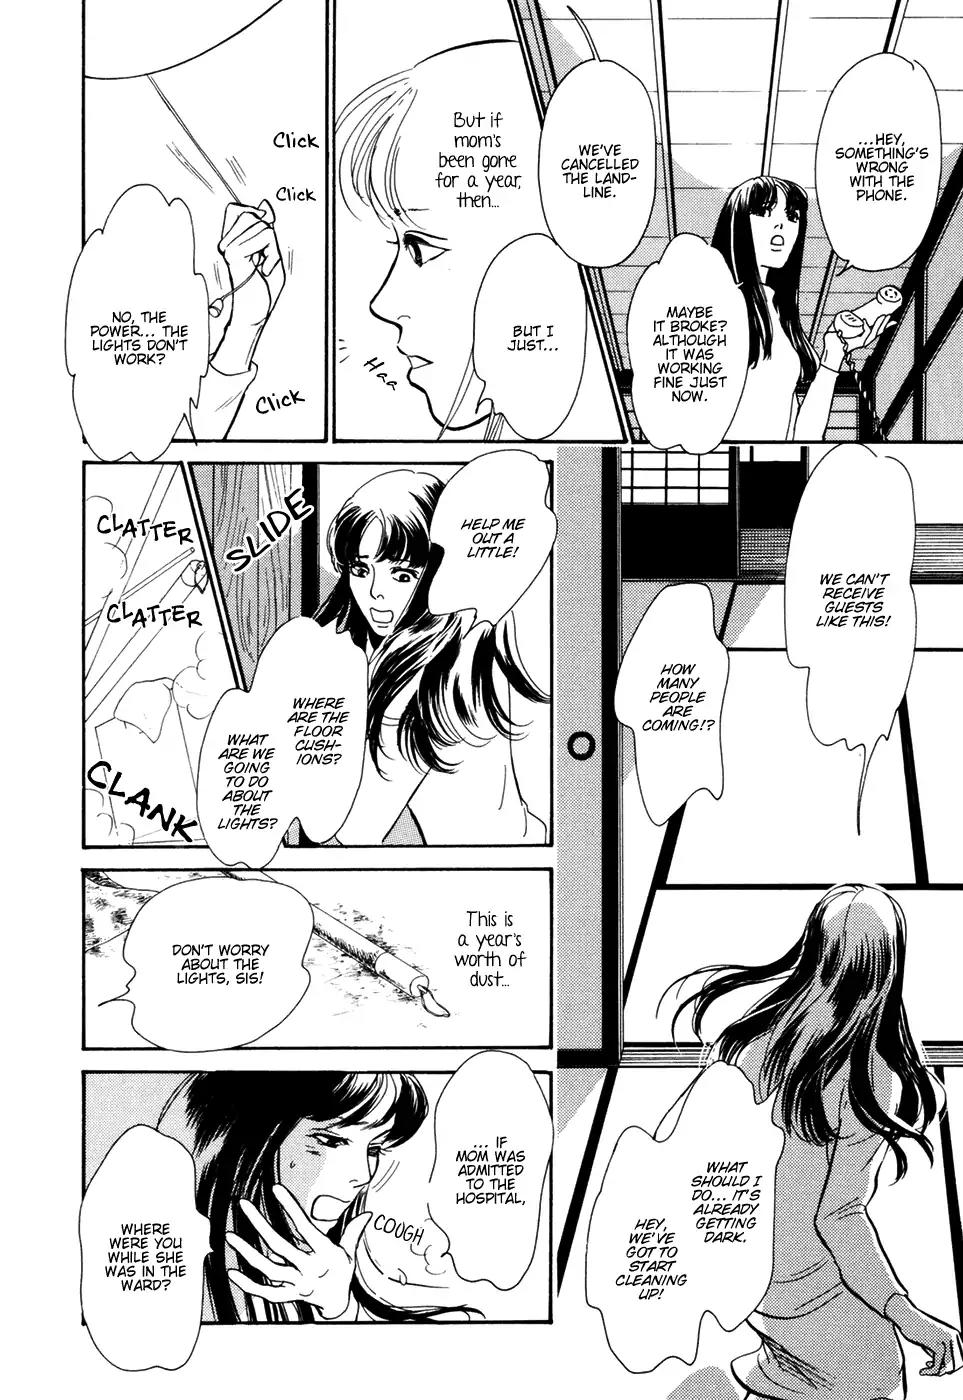 ...HEY,
SOMETHING'S
WRONG
WITH THE
PHONE.
MAYBE
IT BROKE?
ALTHOUGH
IT WAS
WORKING
FINE JUST
NOW.
WE'VE
CANCELLED
THE LAND-
LINE.
But if
mom's
been gone
for a year,
then...
BUT I
JUST...
Haa
Click
Click
Click
NO, THE
POWER... THE
LIGHTS DON'T
WORK?
WE CAN'T
RECEIVE
GUESTS
LIKE THIS!
HOW
MANY
PEOPLE
ARE
COMING!?
WHAT
SHOULD I
DO... IT'S
ALREADY
GETTING
DARK.
HEY,
WE'VE
GOT TO
START
CLEANING
UP!
HELP ME
OUT A
LITTLE!
SLIDE
WHERE
ARE THE
FLOOR
CUSH-
IONS?
WHAT
ARE WE
GOING
TO DO
ABOUT
THE
LIGHTS?
CLATTER
CLATTER
CLANK
This is
a year's
worth of
dust...
DON'T WORRY
ABOUT THE
LIGHTS, SIS!
... IF
MOM WAS
ADMITTED
TO THE
HOSPITAL,
COUGH
WHERE
WERE YOU
WHILE SHE
WAS IN THE
WARD?